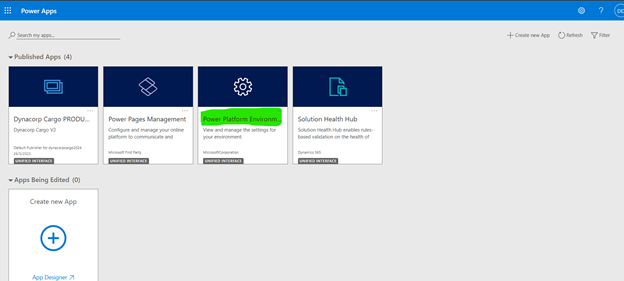 Power Apps
?
DE
Search my apps...
Create new App
Refresh
Filter
Published Apps (4)
Dynacorp Cargo PRODU...
Dynacorp Cargo V2
Default Publisher for dynacorpcargo2024
UNIFIED INTERFACE
Power Pages Management
Configure and manage your online
platform to communicate and
Microsoft First Party
UNIFIED INTERFACE
Power Platform Environm...
View and manage the settings for
your environment
MicrosoftCorporation
UNIFIED INTERFACE
Solution Health Hub
Solution Health Hub enables rules-
based validation on the health of
Dynamics 365
UNIFIED INTERFACE
Apps Being Edited (0)
Create new App
App Designer